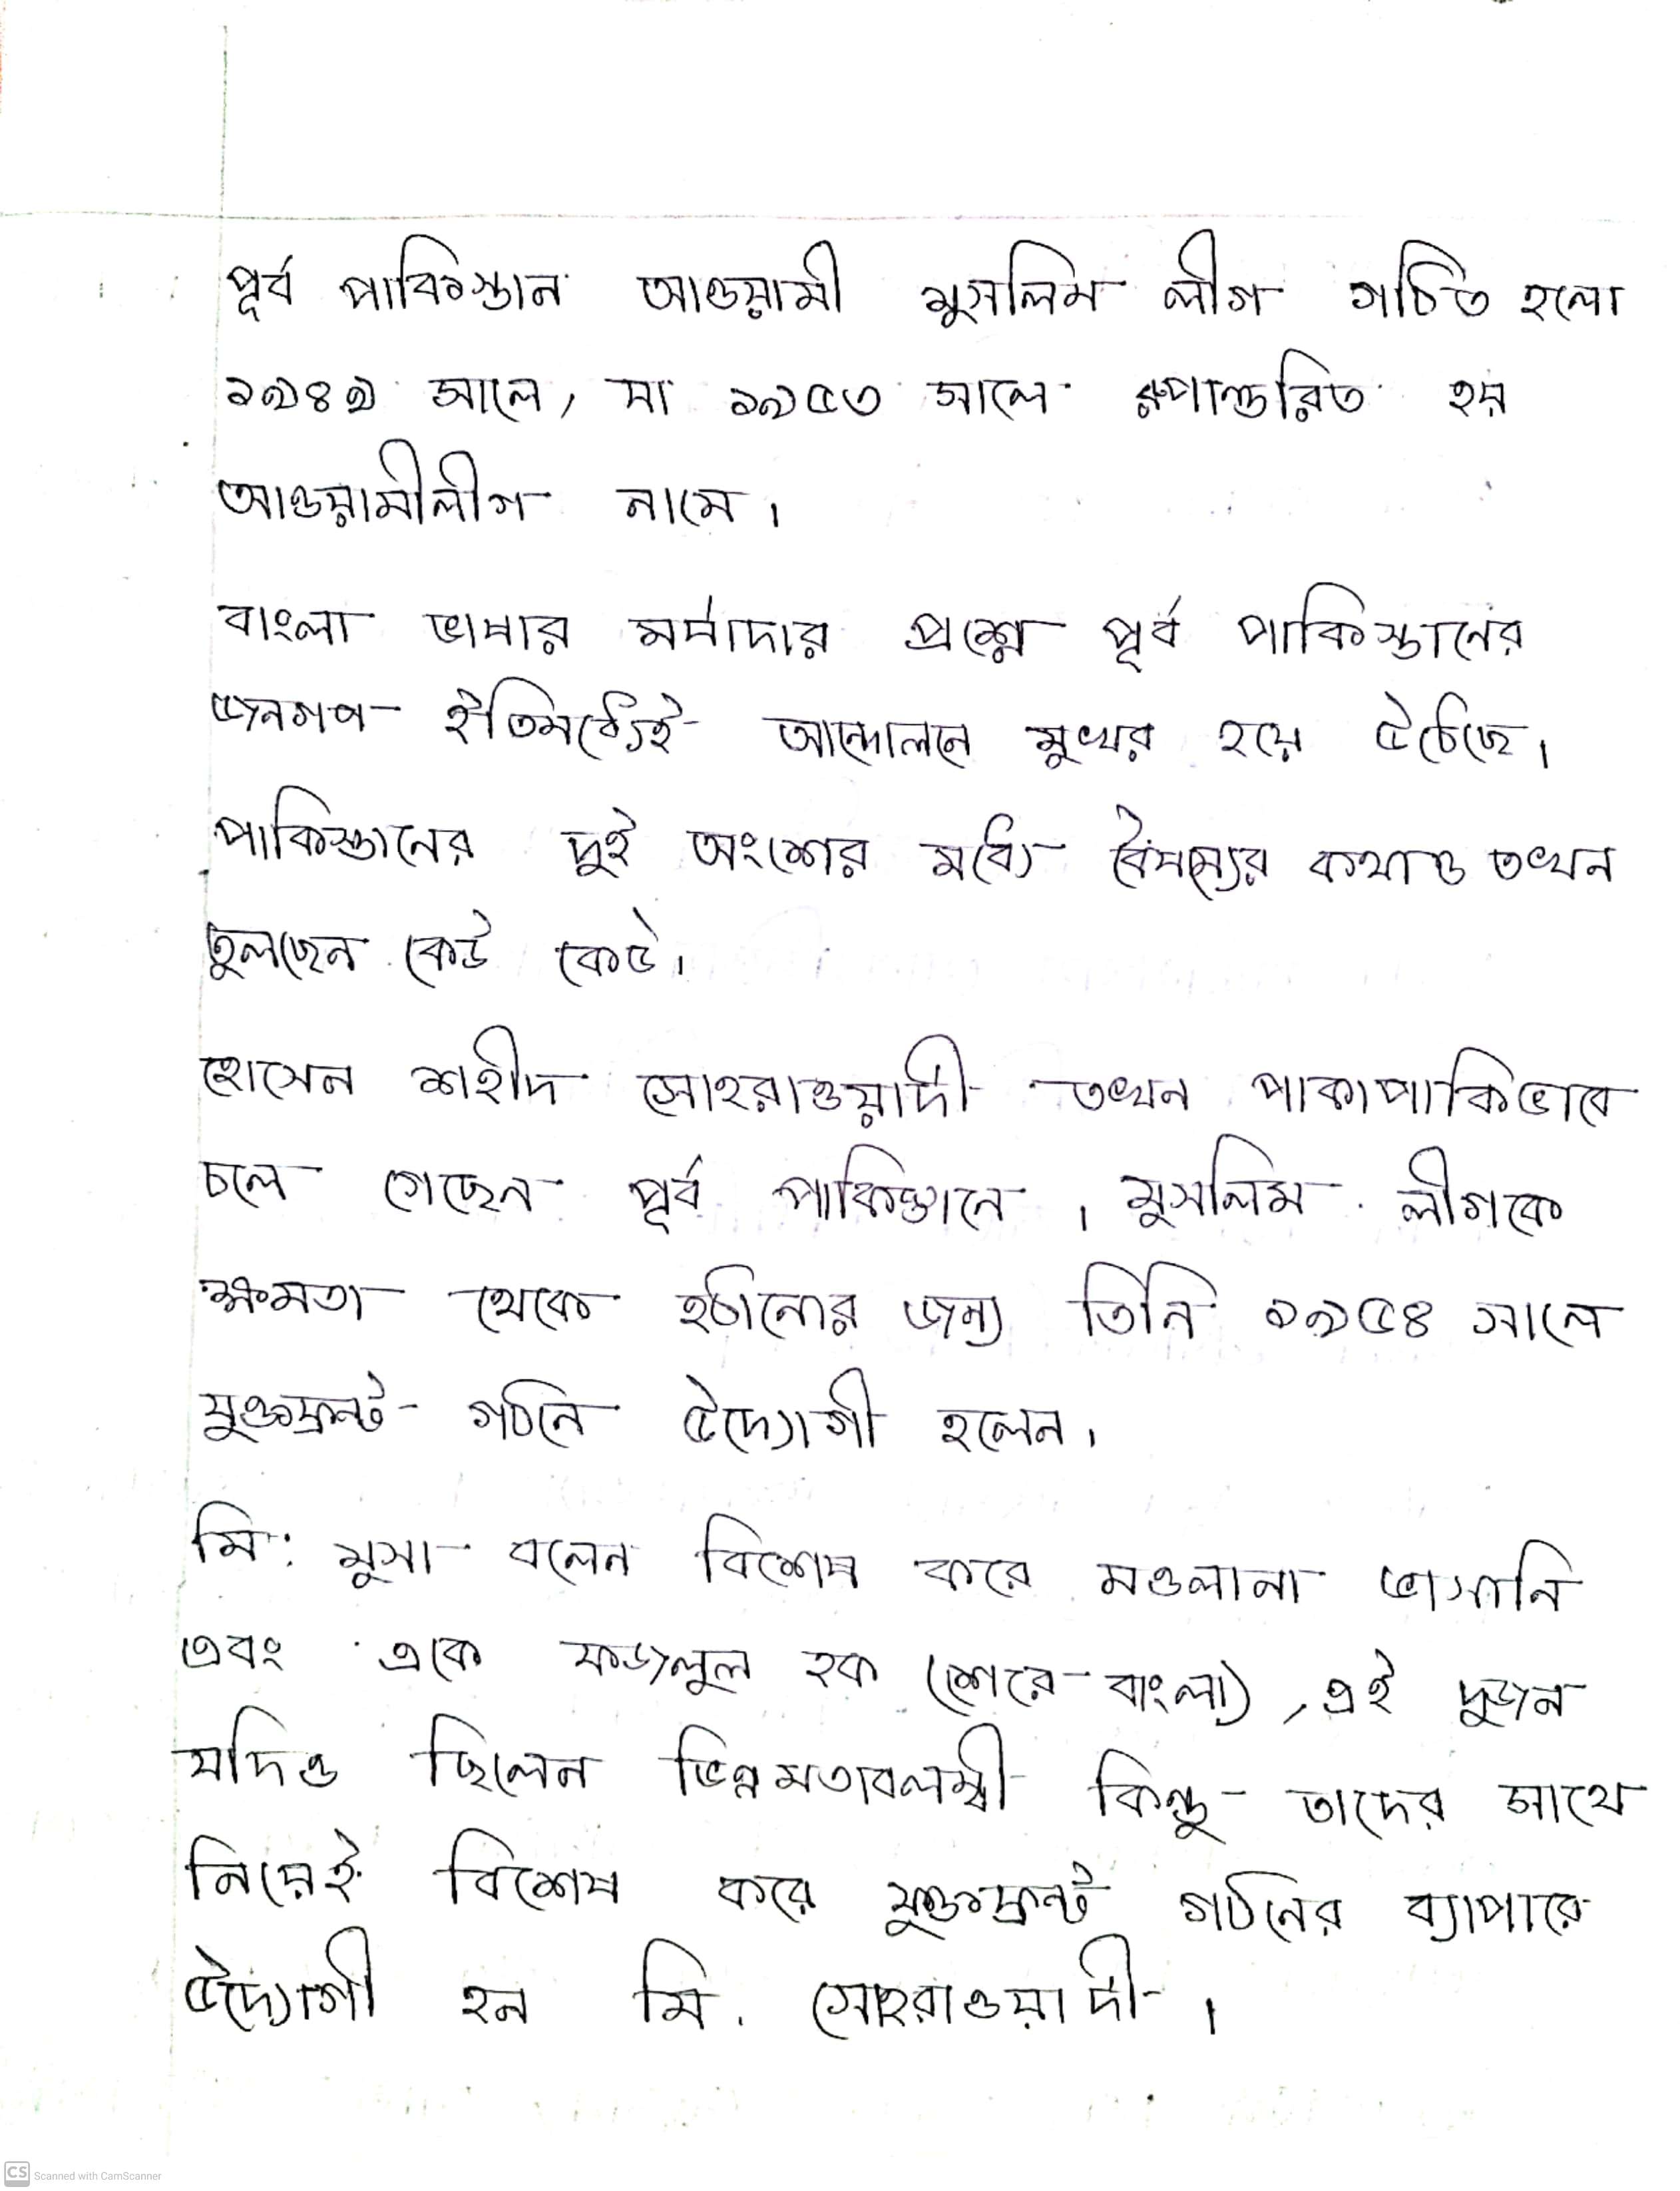 পূর্ব পাকিস্তান আওয়ামী মুসলিম লীগ গঠিত হলো
১৯৪৯ সালে, যা ১৯৫৩ সালে রুপান্তরিত হয়
আওয়ামীলীগ নামে।
বাংলা ভাষার মর্যাদার প্রশ্নে পূর্ব পাকিস্তানের
জনগণ ইতিমধ্যেই আন্দোলনে মুখর হয়ে উঠেছে।
পাকিস্তানের দুই অংশের মধ্যে বৈষম্যের কথাও তখন
তুলছেন কেউ কেউ।
হোসেন শহীদ সোহরাওয়ার্দী তখন পাকাপাকিভাবে
চলে গেছেন পূর্ব পাকিস্তানে। মুসলিম লীগকে
ক্ষমতা থেকে হঠানোর জন্য তিনি ১৯৫৪ সালে
যুক্তফ্রন্ট গঠনে উদ্যোগী হলেন।
মি: মুসা বলেন বিশেষ করে মওলানা ভাসানি
এবং একে ফজলুল হক (শেরে-বাংলা), এই দুজন
যদিও ছিলেন ভিন্নমতাবলম্বী কিন্তু তাদের সাথে
নিয়েই বিশেষ করে যুক্তফ্রন্ট গঠনের ব্যাপারে
উদ্যোগী হন মি. সোহরাওয়ার্দী।
CS Scanned with CamScanner